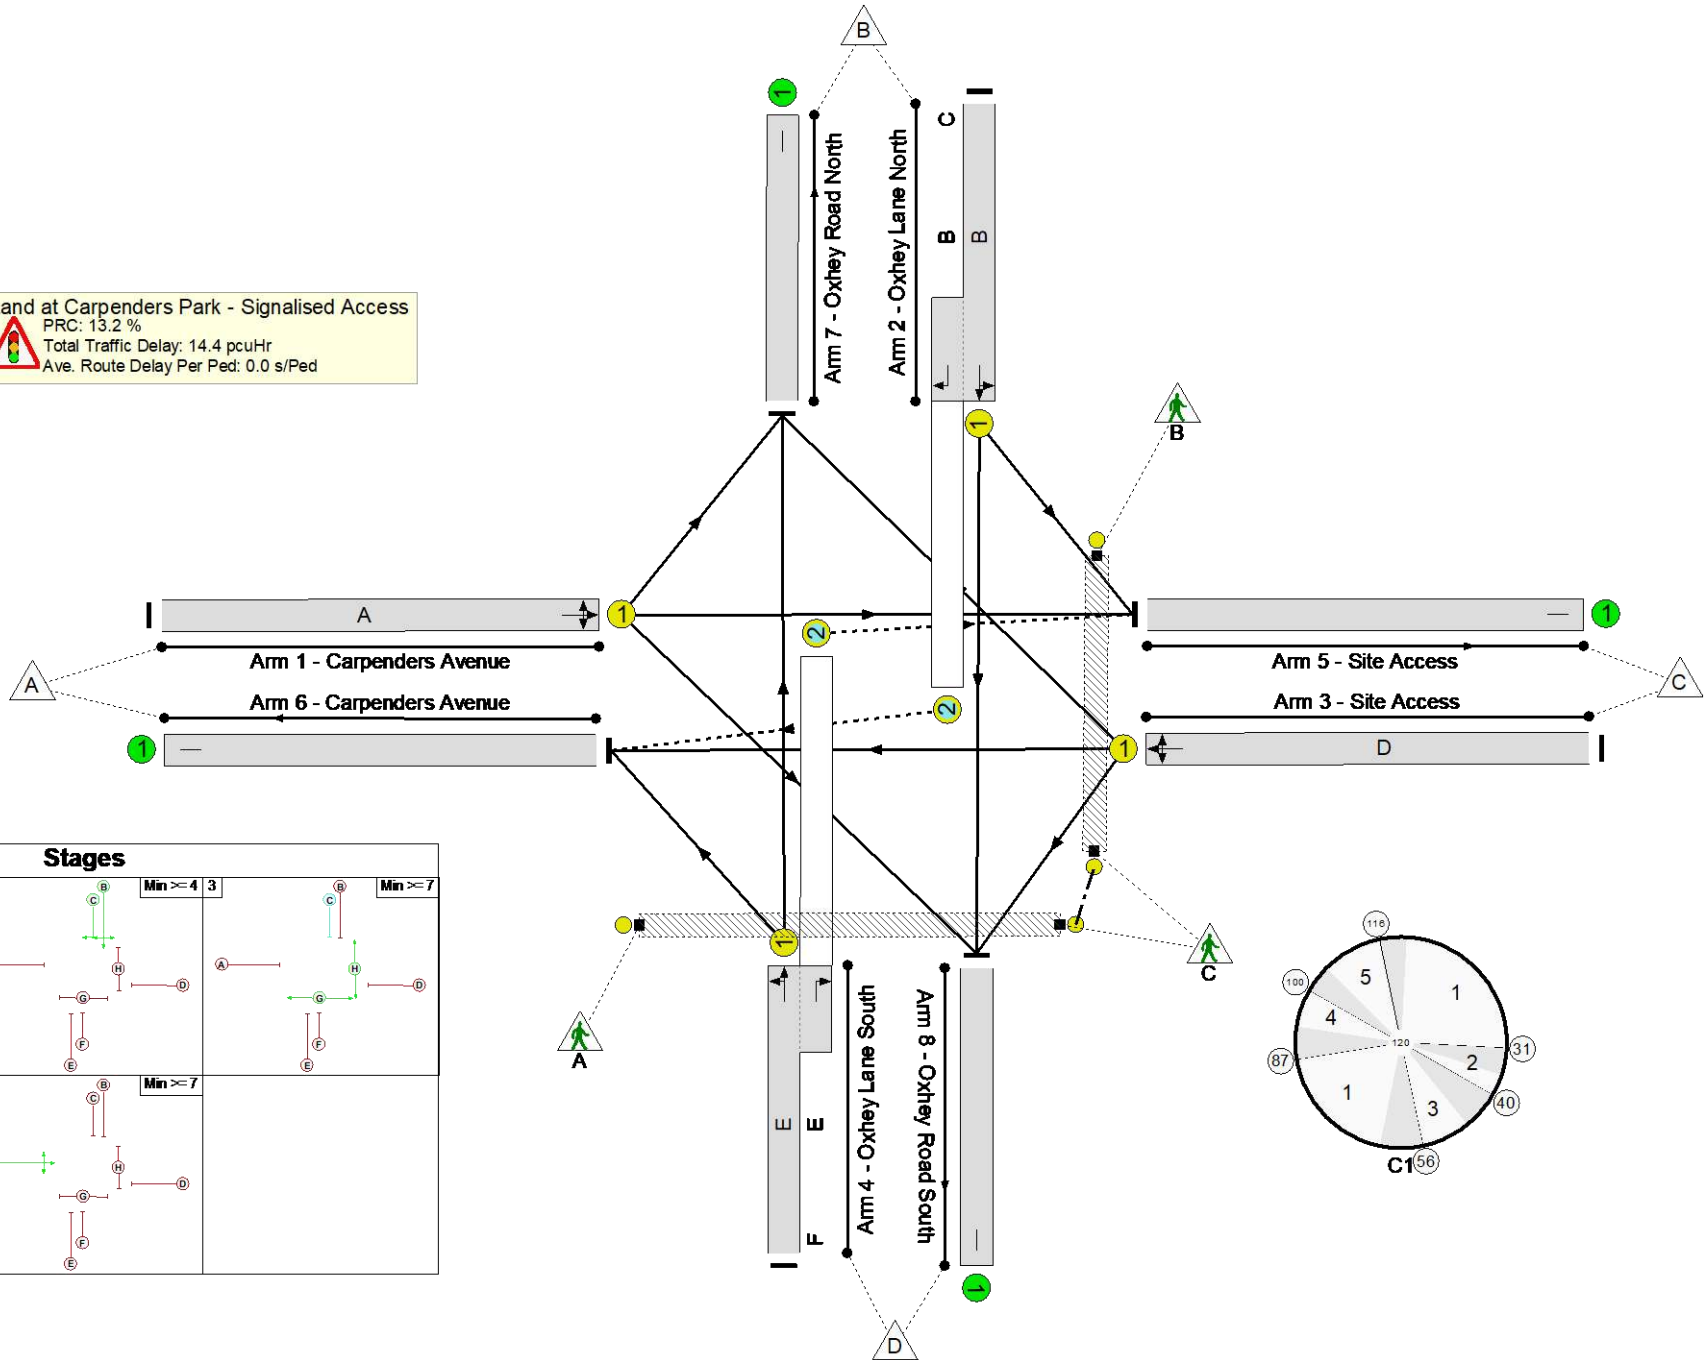 B
1
1
C
B
B
Arm 7 - Oxhey Road North
Arm 2 - Oxhey Lane North
and at Carpenders Park - Signalised Access
PRC: 13.2 %
Total Traffic Delay: 14.4 pcuHr
Ave. Route Delay Per Ped: 0.0 s/Ped
B
A
1
1
2
Arm 1 - Carpenders Avenue
Arm 5 - Site Access
A
C
Arm 6 - Carpenders Avenue
Arm 3 - Site Access
2
1
1
D
Stages
B
C
Min >= 4
H
D
G
F
E
3
B
C
Min >= 7
A
H
D
G
F
E
B
C
Min >= 7
H
D
G
F
E
1
A
C
E
E
F
Arm 4 - Oxhey Lane South
Arm 8 - Oxhey Road South
1
D
116
5
1
100
4
120
31
2
87
1
3
40
C1
56